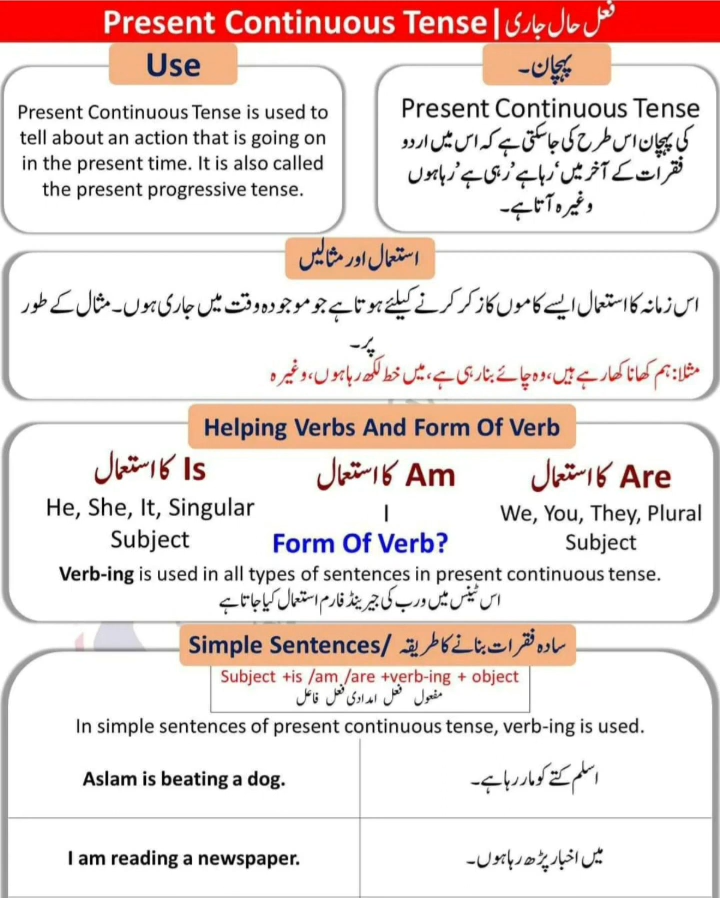 Present Continuous Tense | فعل حال جاری
Use
Present Continuous Tense is used to
tell about an action that is going on
in the present time. It is also called
the present progressive tense.
پہچان۔
Present Continuous Tense
کی پہچان اس طرح کی جاسکتی ہے کہ اس میں اردو
فقرات کے آخر میں ‘رہا ہے’رہی ہے’رہا ہوں
وغیرہ آتا ہے۔
استعمال اور مثالیں
اس زمانہ کا استعمال ایسے کاموں کا زکر کرنے کیلئے ہوتا ہے جو موجودہ وقت میں جاری ہوں۔ مثال کے طور
پر۔
مثلا: ہم کھانا کھا رہے ہیں، وہ چائے بنا رہی ہے، میں خط لکھ رہا ہوں، وغیرہ
Helping Verbs And Form Of Verb
Is کا استعمال
He, She, It, Singular
Subject
Am کا استعمال
I
Are کا استعمال
We, You, They, Plural
Subject
Form Of Verb?
Verb-ing is used in all types of sentences in present continuous tense.
اس ٹینس میں ورب کی جیرینڈ فارم استعمال کیا جاتا ہے
Simple Sentences/ سادہ فقرات بنانے کا طریقہ
Subject +is /am /are +verb-ing + object
مفعول فعل امدادی فعل فاعل
In simple sentences of present continuous tense, verb-ing is used.
Aslam is beating a dog.
اسلم کتے کو مار رہا ہے۔
I am reading a newspaper.
میں اخبار پڑھ رہا ہوں۔